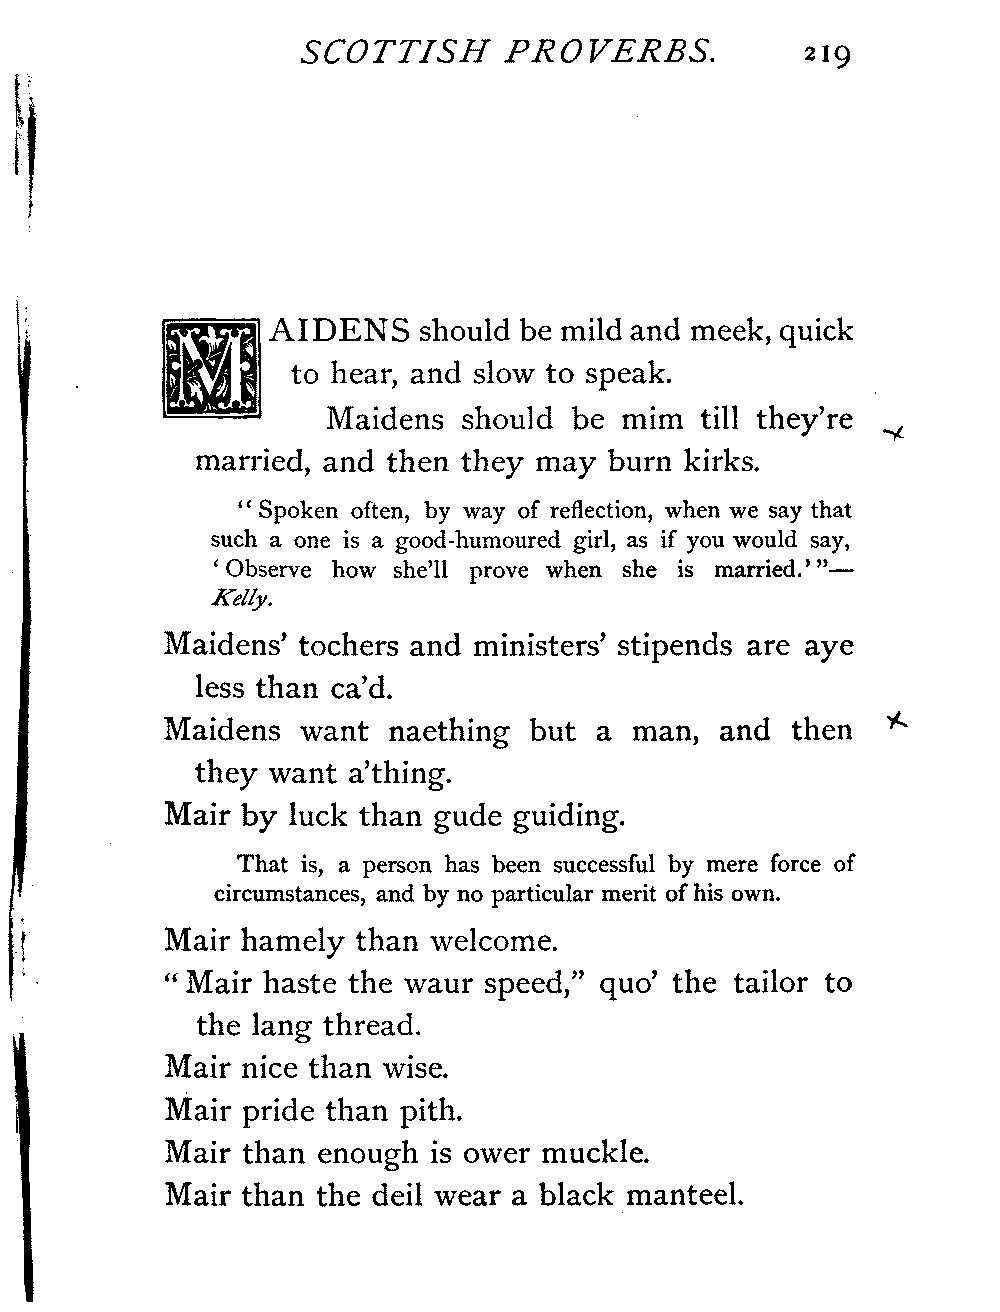 SCOTTISH PROVERBS. 219
MAIDENS should be mild and meek, quick
to hear, and slow to speak.
Maidens should be mim till they're
married, and then they may burn kirks.
"Spoken often, by way of reflection, when we say that
such a one is a good-humoured girl, as if you would say,
'Observe how she'll prove when she is married.'"—
Kelly.
Maidens' tochers and ministers' stipends are aye
less than ca'd.
Maidens want naething but a man, and then
they want a'thing.
Mair by luck than gude guiding.
That is, a person has been successful by mere force of
circumstances, and by no particular merit of his own.
Mair hamely than welcome.
"Mair haste the waur speed," quo' the tailor to
the lang thread.
Mair nice than wise.
Mair pride than pith.
Mair than enough is ower muckle.
Mair than the deil wear a black manteel.